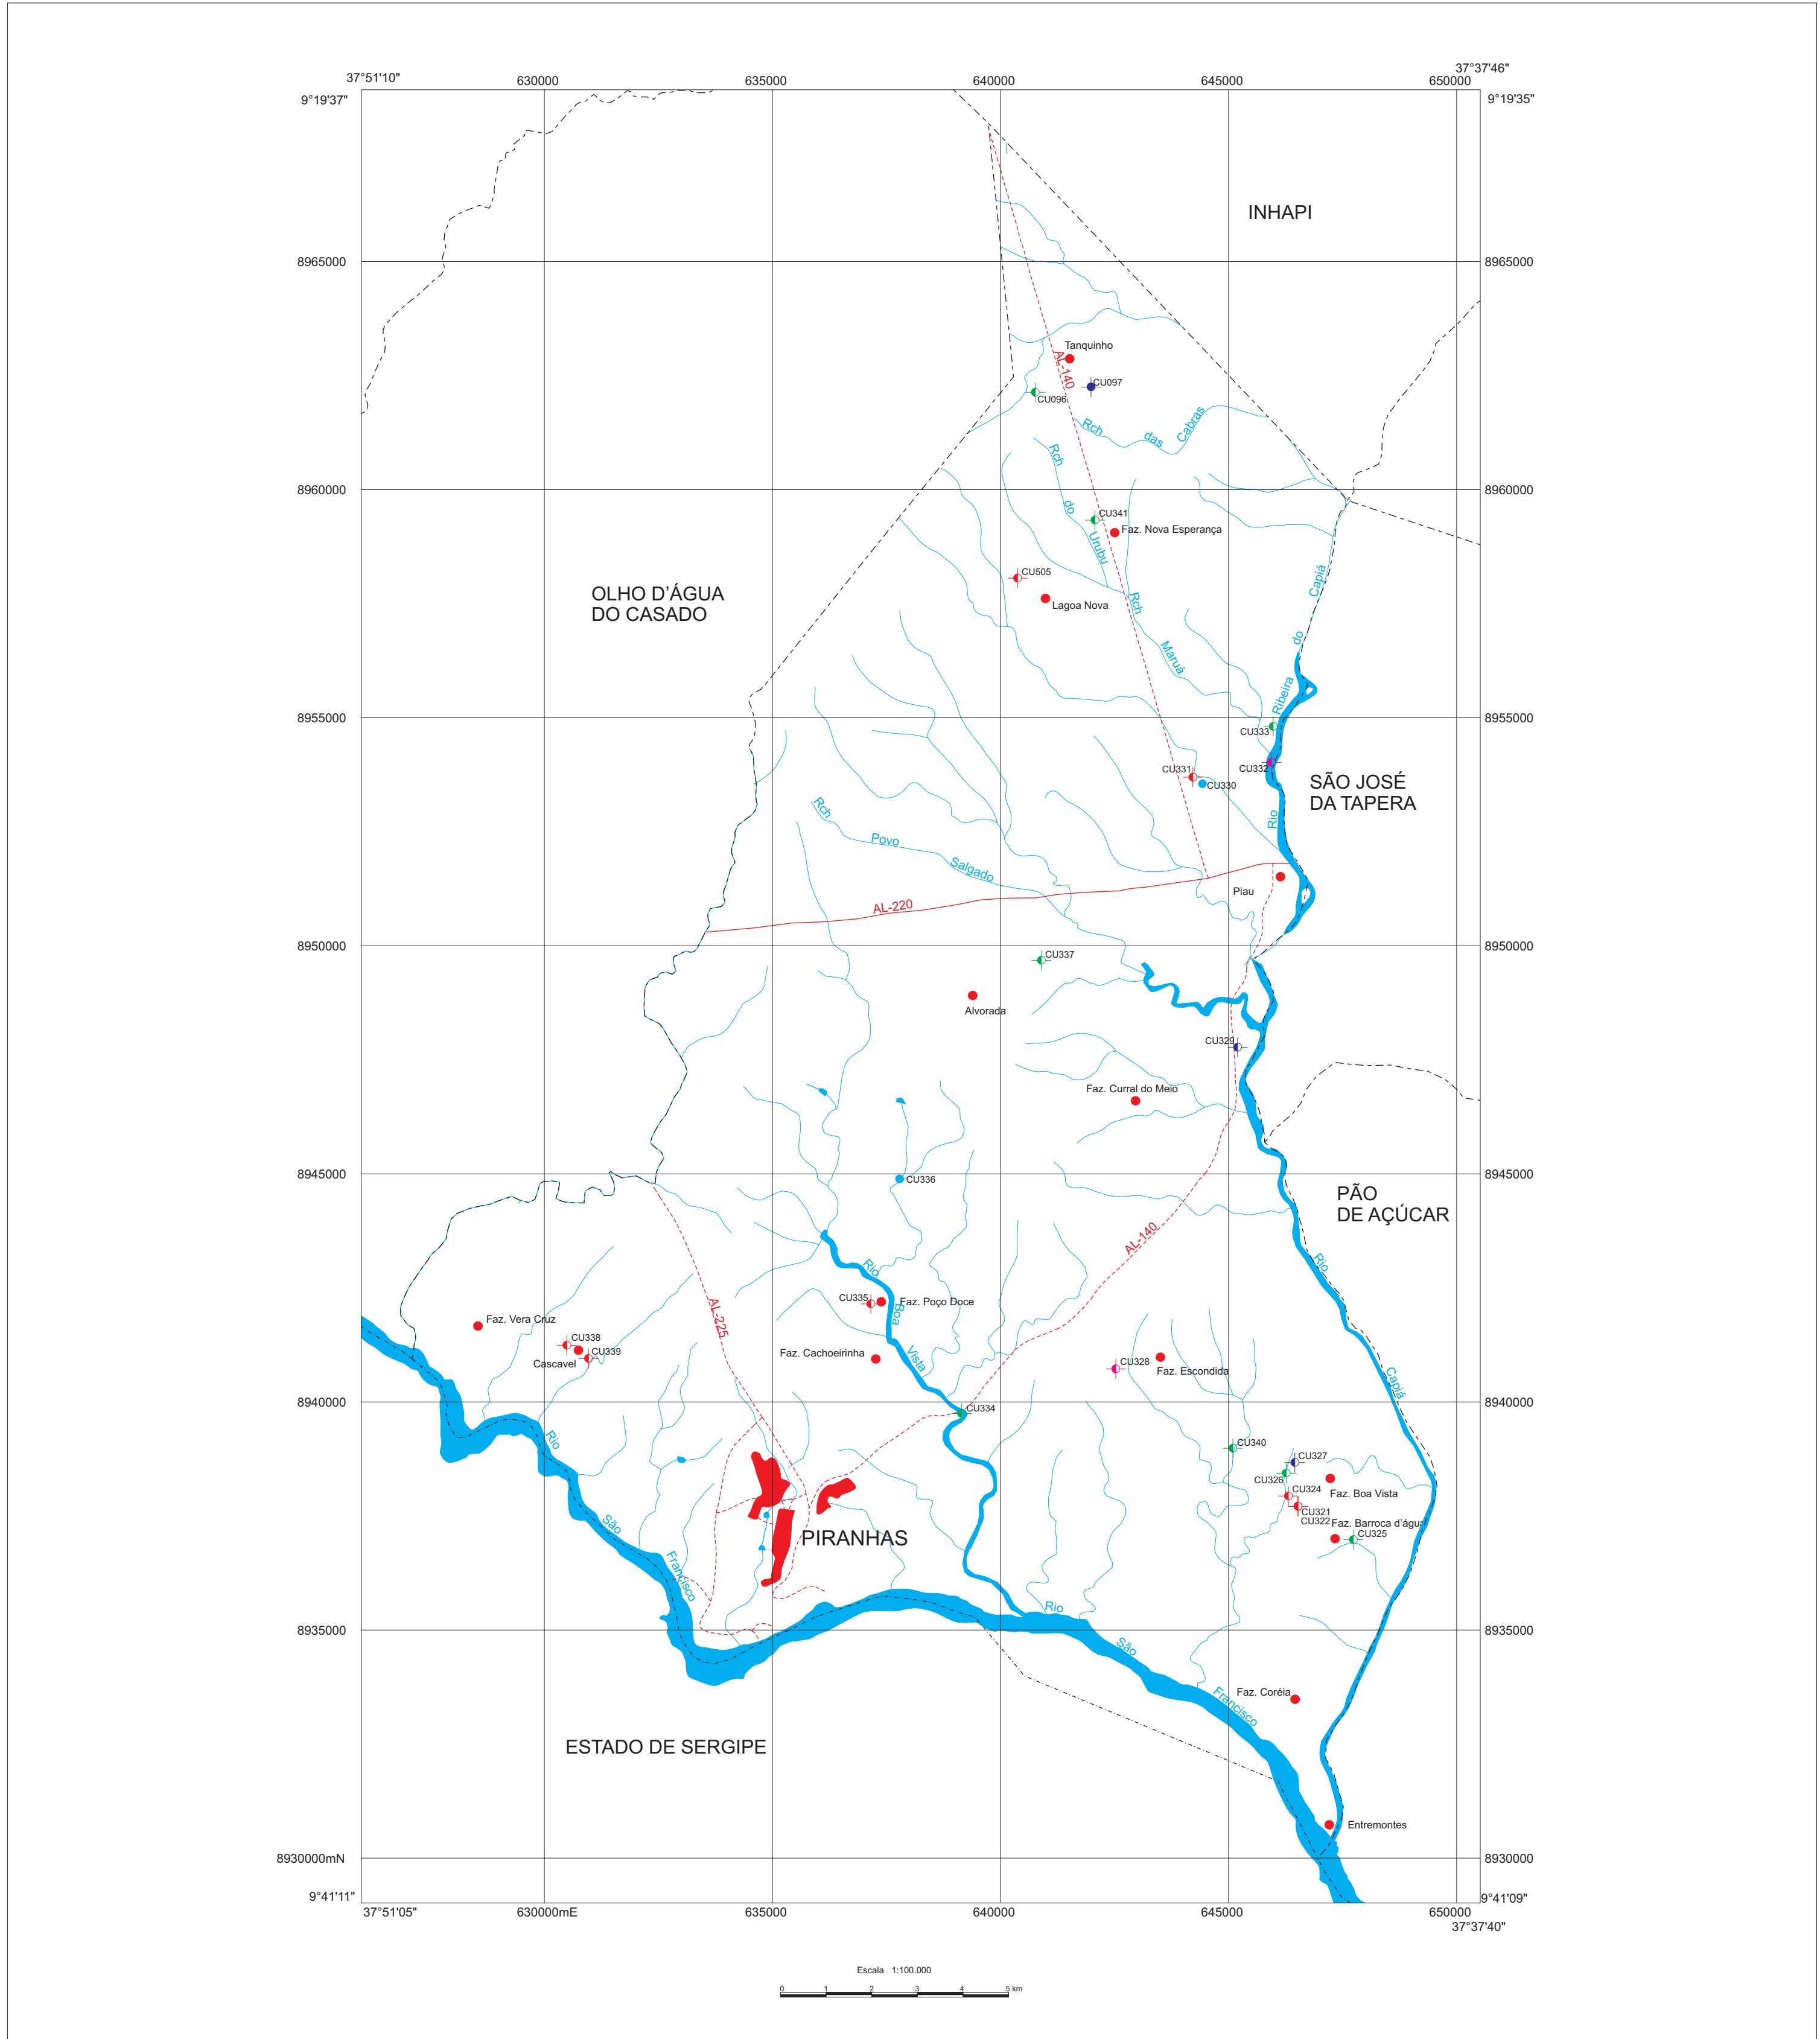 37°51'10"
630000
635000
640000
645000
37°37'46"
650000
9°19'37"
9°19'35"
INHAPI
8965000
8965000
Tanquinho
AL-140
CU097
CU096
Rch das Cabras
Rch do Urubu
8960000
8960000
CU341
Faz. Nova Esperança
CU505
Lagoa Nova
OLHO D'ÁGUA
DO CASADO
Rch Maruá
Rio Ribeira do Capiá
8955000
8955000
CU333
CU332
CU331
CU330
SÃO JOSÉ
DA TAPERA
Rch Povo Salgado
Piau
AL-220
8950000
8950000
CU337
Alvorada
CU329
Faz. Curral do Meio
8945000
8945000
CU336
PÃO
DE AÇÚCAR
AL-140
Rio Capiá
Rio Boa Vista
AL-225
CU335
Faz. Poço Doce
Faz. Vera Cruz
CU338
Cascavel
CU339
Faz. Cachoeirinha
CU328
Faz. Escondida
8940000
8940000
CU334
Rio São Francisco
CU340
CU327
CU326
CU324
Faz. Boa Vista
CU321
CU322
Faz. Barroca d'água
CU325
PIRANHAS
8935000
8935000
Rio São Francisco
Faz. Coréia
ESTADO DE SERGIPE
Entremontes
8930000mN
8930000
9°41'11"
9°41'09"
37°51'05"
630000mE
635000
640000
645000
650000
37°37'40"
Escala 1:100.000
0 1 2 3 4 5 km